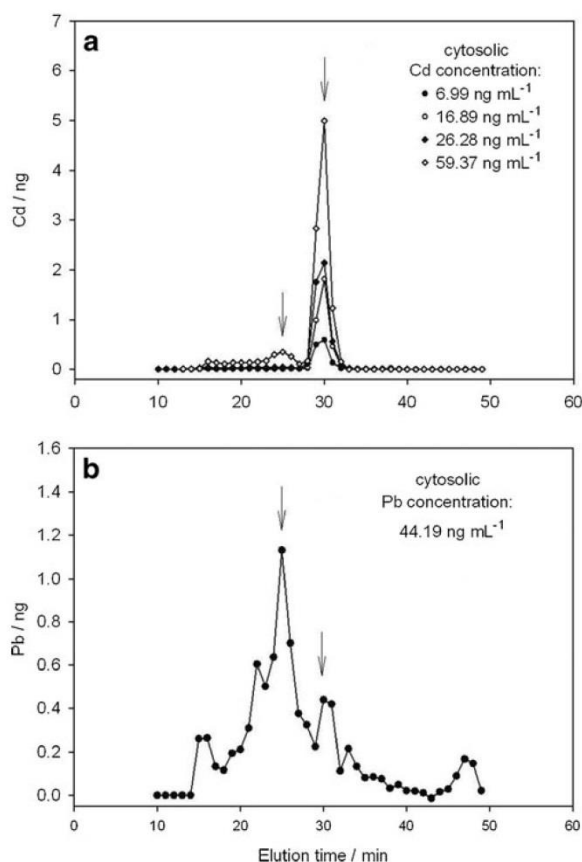 a
cytosolic
Cd concentration:
6.99 ng mL⁻¹
16.89 ng mL⁻¹
26.28 ng mL⁻¹
59.37 ng mL⁻¹
Cd / ng
7
6
5
4
3
2
1
0
0 10 20 30 40 50 60
b
cytosolic
Pb concentration:
44.19 ng mL⁻¹
Pb / ng
1.6
1.4
1.2
1.0
0.8
0.6
0.4
0.2
0.0
0 10 20 30 40 50 60
Elution time / min